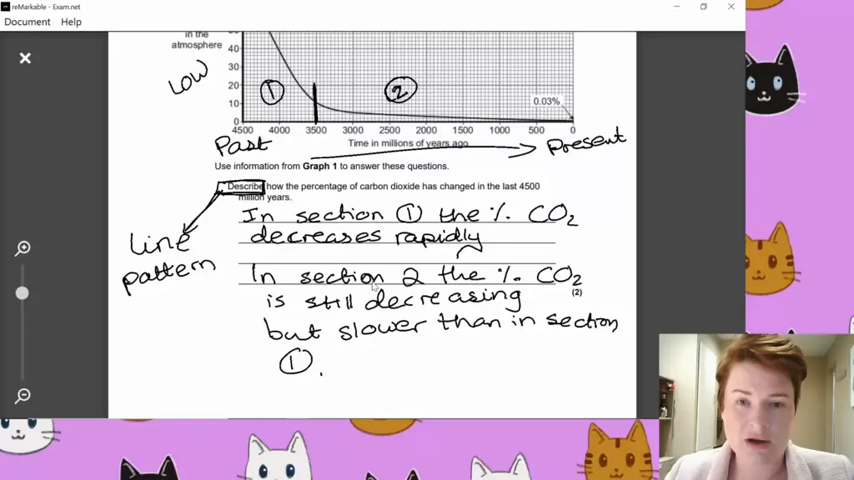 reMarkable - Exam.net
Document Help
in the
atmosphere
50
40
30
20
10
0
LOW
① ②
0.03%
4500 4000 3500 3000 2500 2000 1500 1000 500 0
Past Time in millions of years ago Present
Use information from Graph 1 to answer these questions.
Describe how the percentage of carbon dioxide has changed in the last 4500
million years.
Line
pattern
In section ① the % CO2
decreases rapidly
In section 2 the % CO2
(2)
is still decreasing
but slower than in section
①.